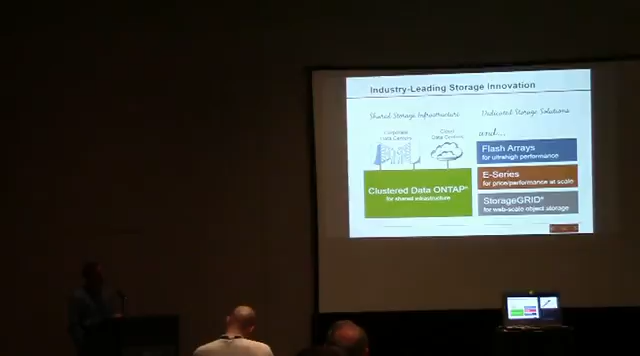 Industry-Leading Storage Innovation
Shared Storage Infrastructure
Corporate
Data Centers
Cloud
Data Centers
Clustered Data ONTAP®
for shared infrastructure
Dedicated Storage Solutions
and...
Flash Arrays
for ultrahigh performance
E-Series
for price/performance at scale
StorageGRID®
for web-scale object storage